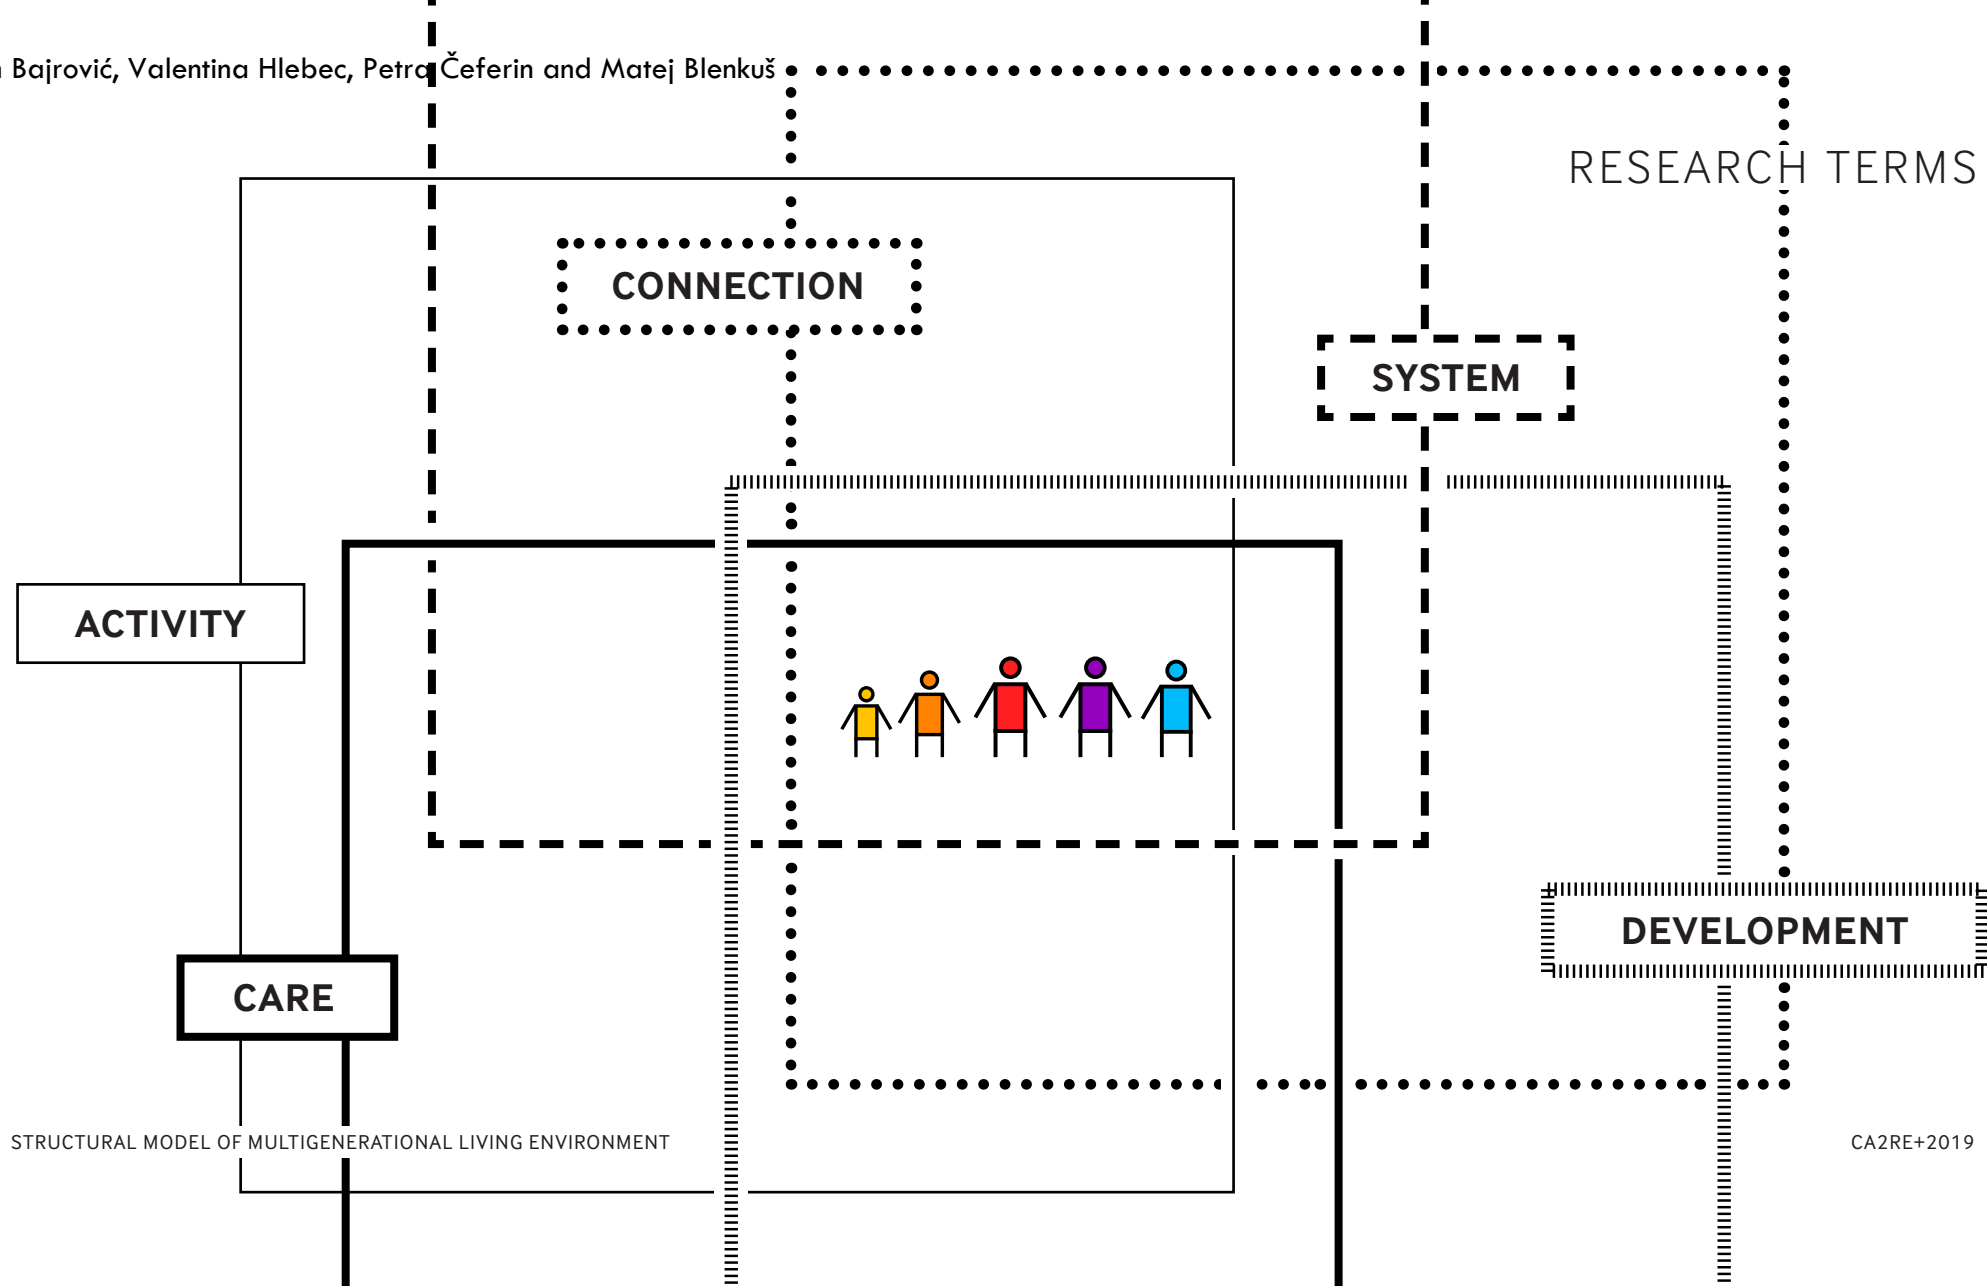 Bajrović, Valentina Hlebec, Petra Čeferin and Matej Blenkuš
RESEARCH TERMS
CONNECTION
SYSTEM
ACTIVITY
DEVELOPMENT
CARE
STRUCTURAL MODEL OF MULTIGENERATIONAL LIVING ENVIRONMENT
CA2RE+2019